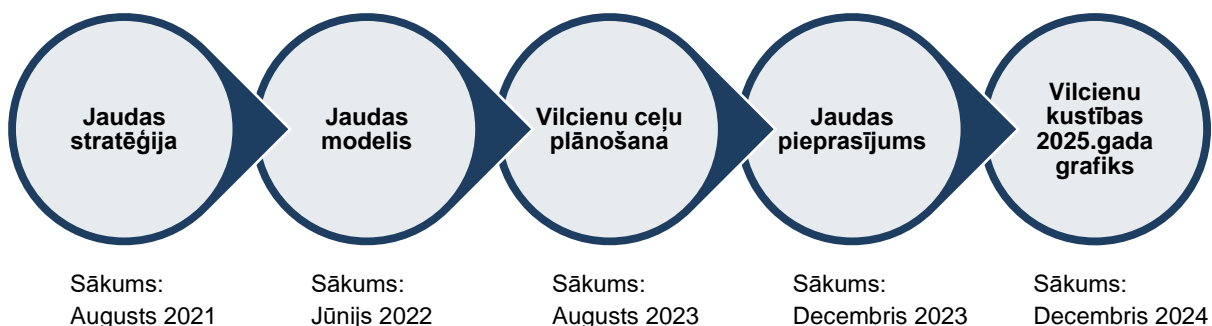 Jaudas
stratēģija
Jaudas
modelis
Vilcienu ceļu
plānošana
Jaudas
pieprasījums
Vilcienu
kustības
2025.gada
grafiks
Sākums:
Augusts 2021
Sākums:
Jūnijs 2022
Sākums:
Augusts 2023
Sākums:
Decembris 2023
Sākums:
Decembris 2024